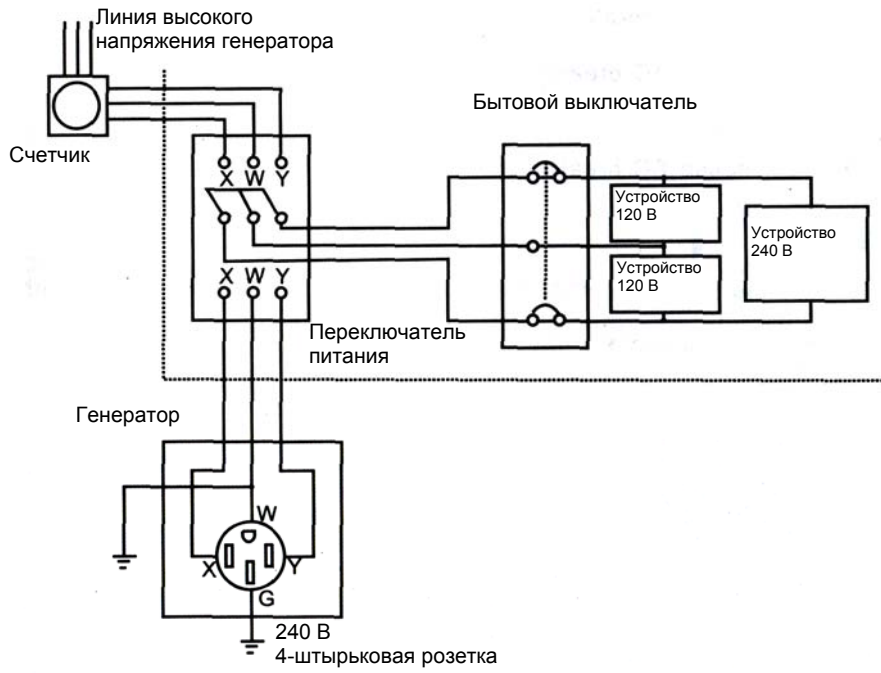 Линия высокого
напряжения генератора
Счетчик
Бытовой выключатель
X W Y
Устройство
120 В
Устройство
240 В
Устройство
120 В
X W Y
Переключатель
питания
Генератор
W
X
Y
G
240 В
4-штырьковая розетка